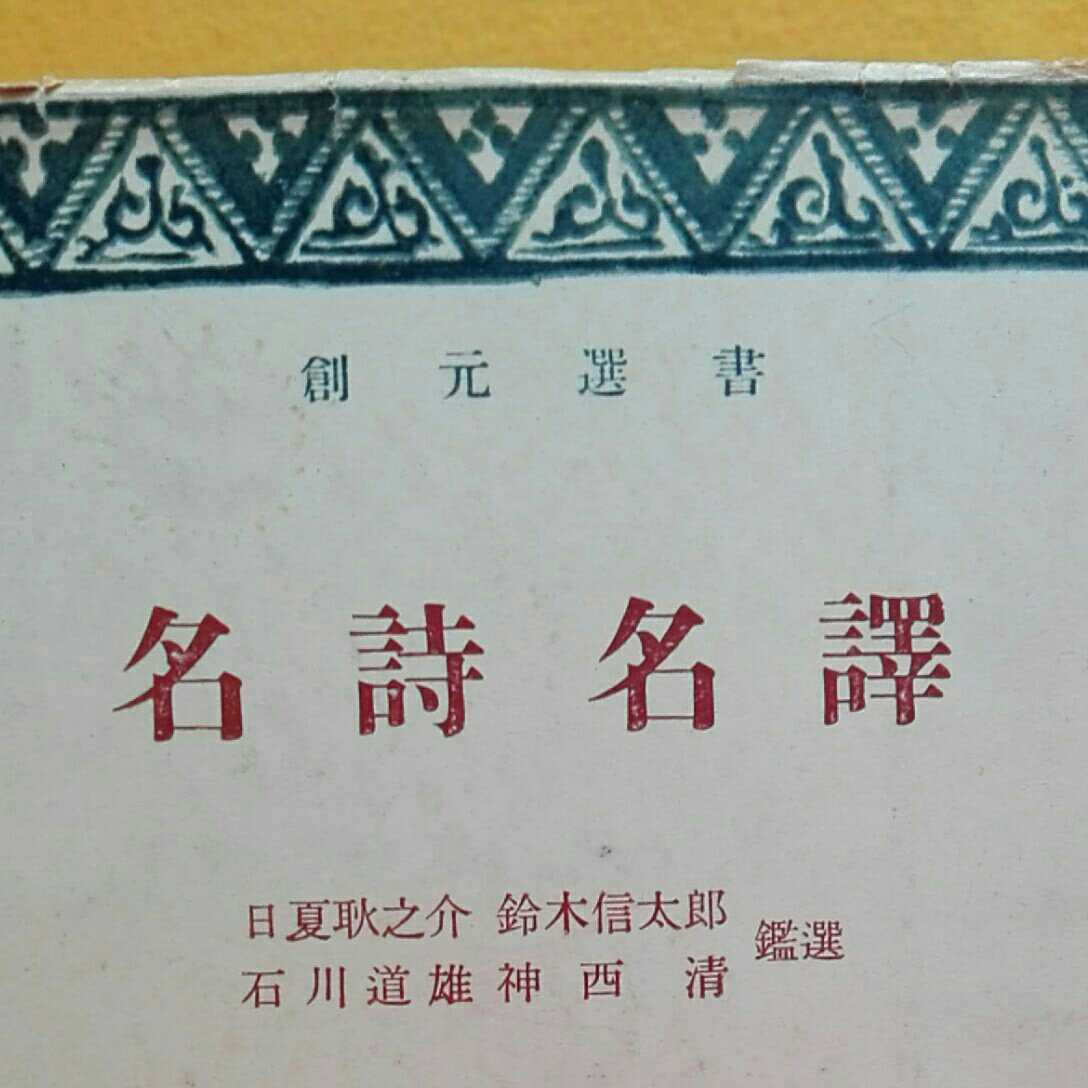 創元選書
名詩名譯
日夏耿之介 鈴木信太郎
石川道雄 神西清
鑑選